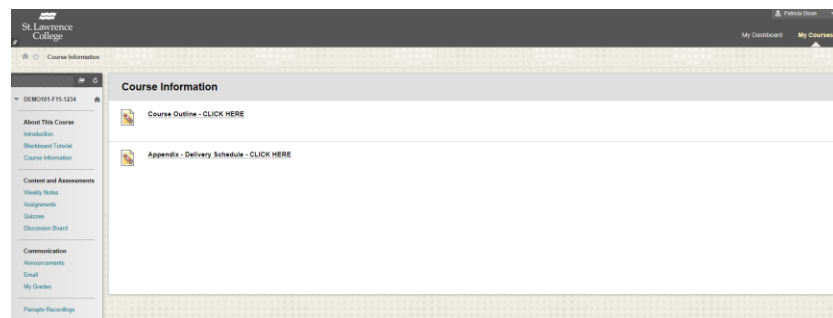 St. Lawrence
College
Patricia Dixon
My Dashboard
My Courses
Course Information
DEMO101-F15-1234
About This Course
Introduction
Blackboard Tutorial
Course Information
Content and Assessments
Weekly Notes
Assignments
Quizzes
Discussion Board
Communication
Announcements
Email
My Grades
Panopto Recordings
Course Information
Course Outline - CLICK HERE
Appendix - Delivery Schedule - CLICK HERE